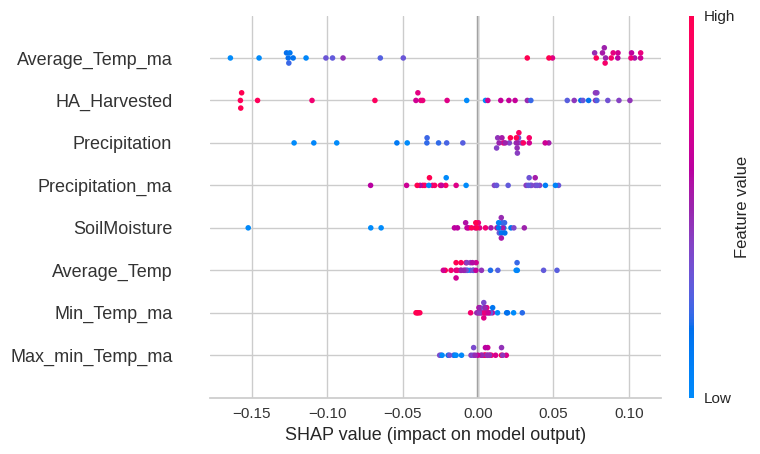 High
Average_Temp_ma
HA_Harvested
Precipitation
Precipitation_ma
SoilMoisture
Average_Temp
Min_Temp_ma
Max_min_Temp_ma
Feature value
Low
−0.15 −0.10 −0.05 0.00 0.05 0.10
SHAP value (impact on model output)